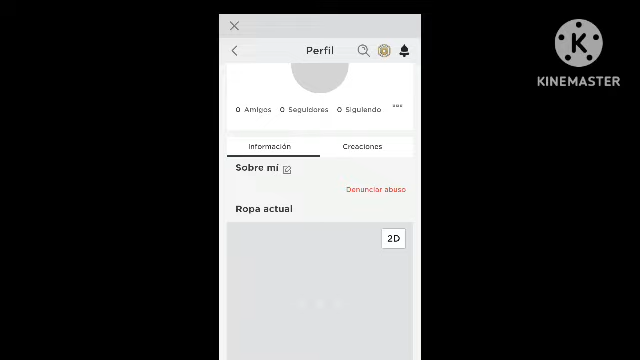 Perfil
K
KINEMASTER
0 Amigos 0 Seguidores 0 Siguiendo
Información Creaciones
Sobre mí
Denunciar abuso
Ropa actual
2D